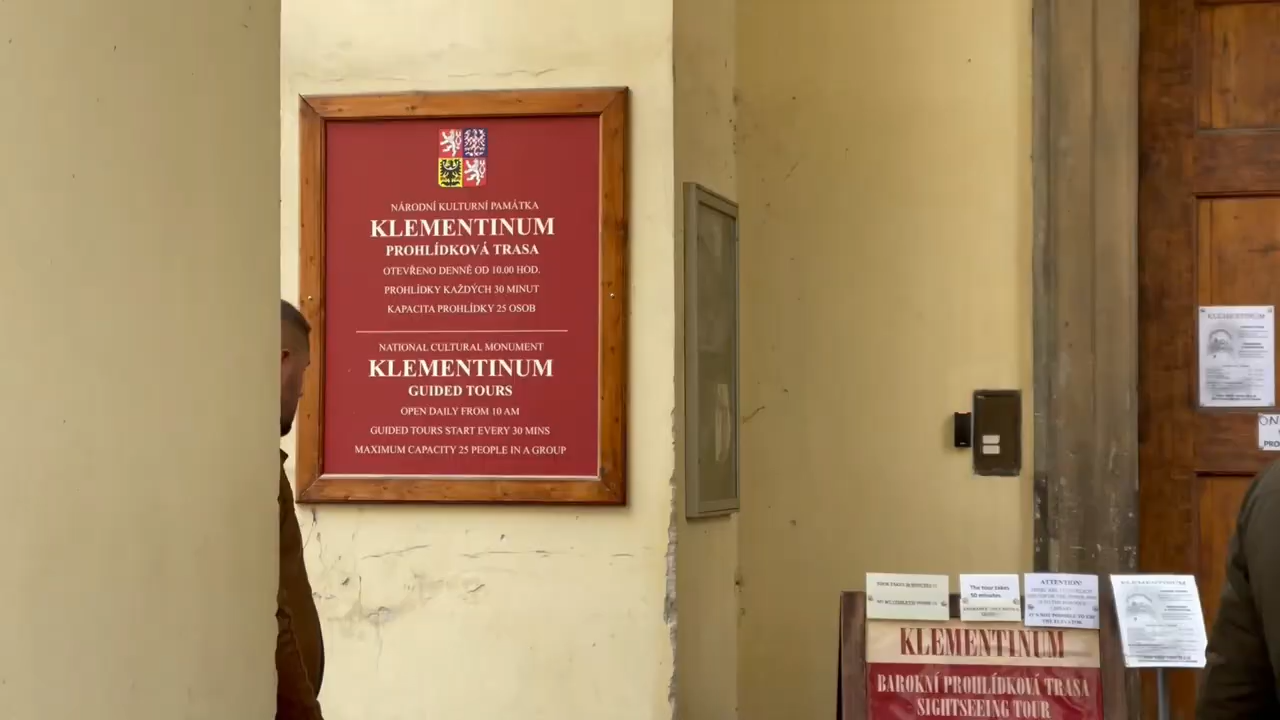 NÁRODNÍ KULTURNÍ PAMÁTKA
KLEMENTINUM
PROHLÍDKOVÁ TRASA
OTEVŘENO DENNĚ OD 10.00 HOD.
PROHLÍDKY KAŽDÝCH 30 MINUT
KAPACITA PROHLÍDKY 25 OSOB
NATIONAL CULTURAL MONUMENT
KLEMENTINUM
GUIDED TOURS
OPEN DAILY FROM 10 AM
GUIDED TOURS START EVERY 30 MINS
MAXIMUM CAPACITY 25 PEOPLE IN A GROUP
KLEMENTINUM
The tour takes
50 minutes
ATTENTION!
KLEMENTINUM
KLEMENTINUM
BAROKNÍ PROHLÍDKOVÁ TRASA
SIGHTSEEING TOUR